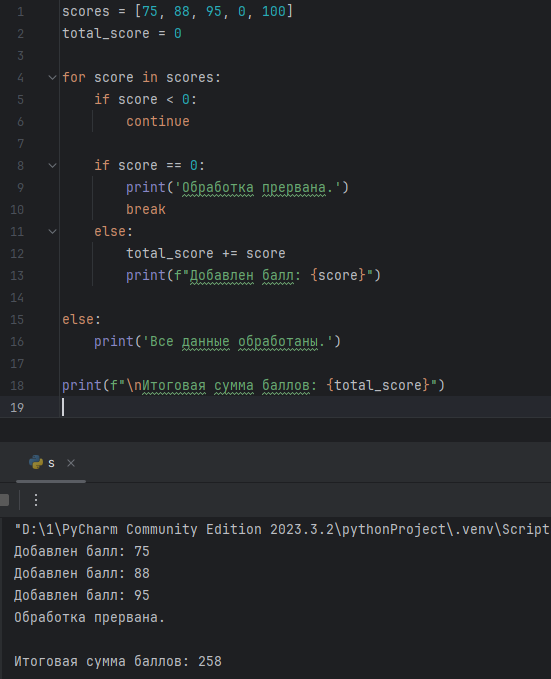 1 scores = [75, 88, 95, 0, 100]
2 total_score = 0
3
4 for score in scores:
5     if score < 0:
6         continue
7
8     if score == 0:
9         print('Обработка прервана.')
10         break
11     else:
12         total_score += score
13         print(f"Добавлен балл: {score}")
14
15 else:
16     print('Все данные обработаны.')
17
18 print(f"\nИтоговая сумма баллов: {total_score}")
19
s ×
"D:\1\PyCharm Community Edition 2023.3.2\pythonProject\.venv\Script
Добавлен балл: 75
Добавлен балл: 88
Добавлен балл: 95
Обработка прервана.
Итоговая сумма баллов: 258